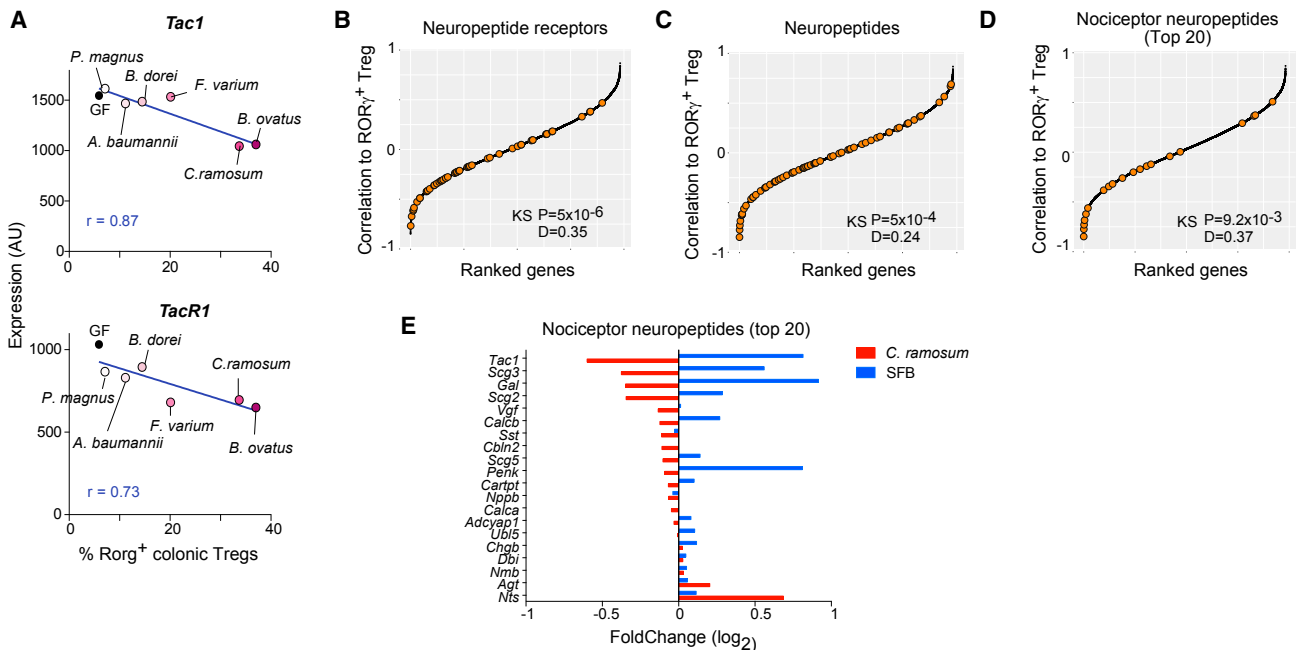 A
Tac1
P. magnus
B. dorei
F. varium
GF
A. baumannii
B. ovatus
C.ramosum
r = 0.87
1500
1000
500
0
0
20
40
TacR1
GF
B. dorei
C.ramosum
P. magnus
A. baumannii
F. varium
B. ovatus
r = 0.73
1000
500
0
0
20
40
Expression (AU)
% Rorg+ colonic Tregs
B
Neuropeptide receptors
Correlation to RORγ+ Treg
1
0
-1
KS P=5x10-6
D=0.35
Ranked genes
C
Neuropeptides
Correlation to RORγ+ Treg
1
0
-1
KS P=5x10-4
D=0.24
Ranked genes
D
Nociceptor neuropeptides
(Top 20)
Correlation to RORγ+ Treg
1
0
-1
KS P=9.2x10-3
D=0.37
Ranked genes
E
Nociceptor neuropeptides (top 20)
C. ramosum
SFB
Tac1
Scg3
Gal
Scg2
Vgf
Calcb
Sst
Cbln2
Scg5
Penk
Cartpt
Nppb
Calca
Adcyap1
Ubl5
Chgb
Dbi
Nmb
Agt
Nts
-1
-0.5
0
0.5
1
FoldChange (log2)